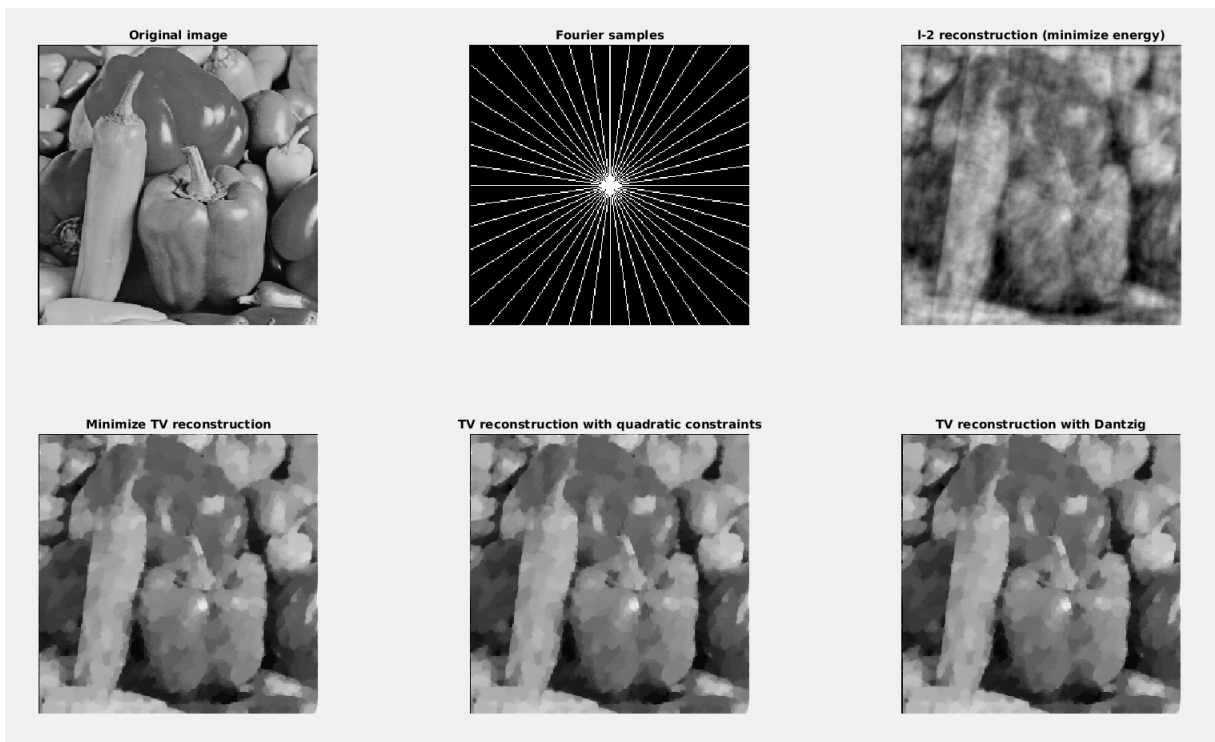 Original image
Fourier samples
l-2 reconstruction (minimize energy)
Minimize TV reconstruction
TV reconstruction with quadratic constraints
TV reconstruction with Dantzig